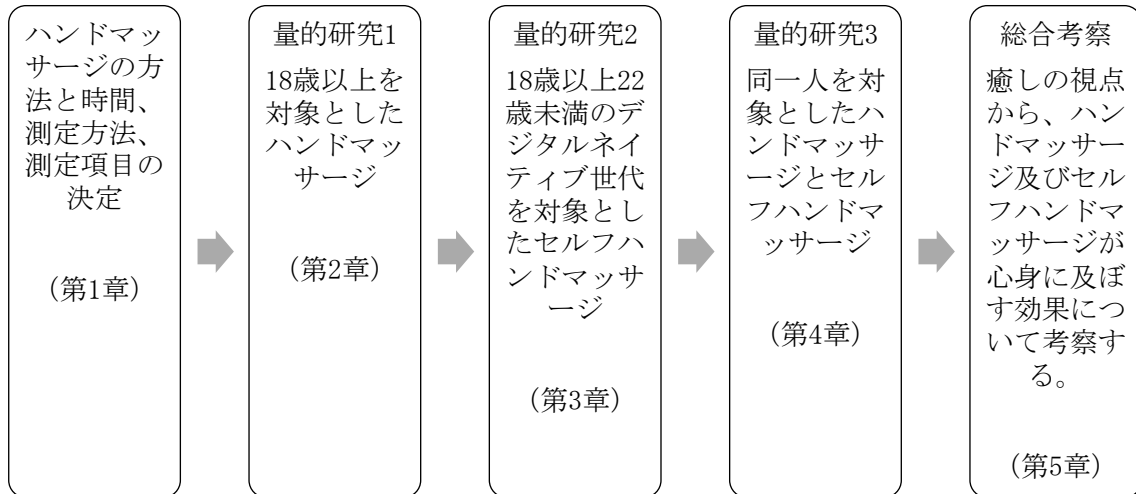 ハンドマッ
サージの方
法と時間、
測定方法、
測定項目の
決定
(第1章)
量的研究1
18歳以上を
対象とした
ハンドマッ
サージ
(第2章)
量的研究2
18歳以上22
歳未満のデ
ジタルネイ
ティブ世代
を対象とし
たセルフハ
ンドマッサ
ージ
(第3章)
量的研究3
同一人を対
象としたハ
ンドマッサ
ージとセル
フハンドマ
ッサージ
(第4章)
総合考察
癒しの視点
から、ハン
ドマッサー
ジ及びセル
フハンドマ
ッサージが
心身に及ぼ
す効果につ
いて考察す
る。
(第5章)